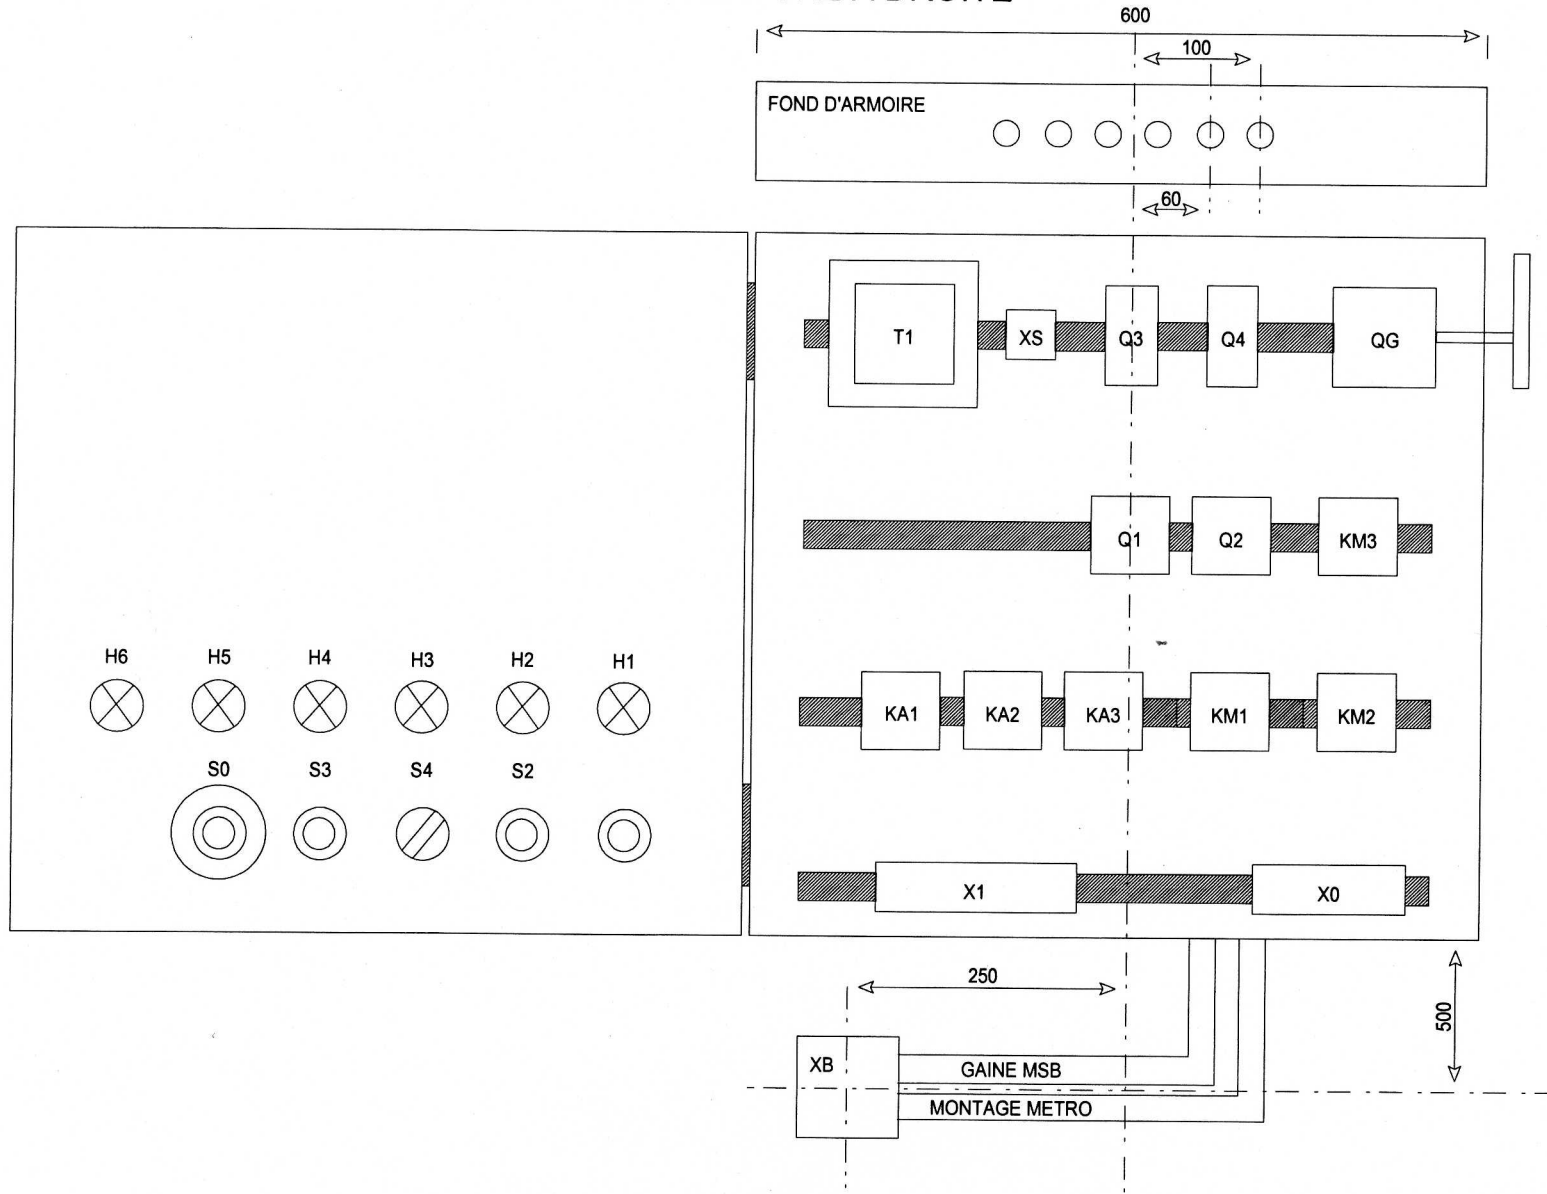 600
100
FOND D'ARMOIRE
60
T1 XS Q3 Q4 QG
Q1 Q2 KM3
H6 H5 H4 H3 H2 H1
KA1 KA2 KA3 KM1 KM2
S0 S3 S4 S2
X1 X0
250
500
XB
GAINE MSB
MONTAGE METRO